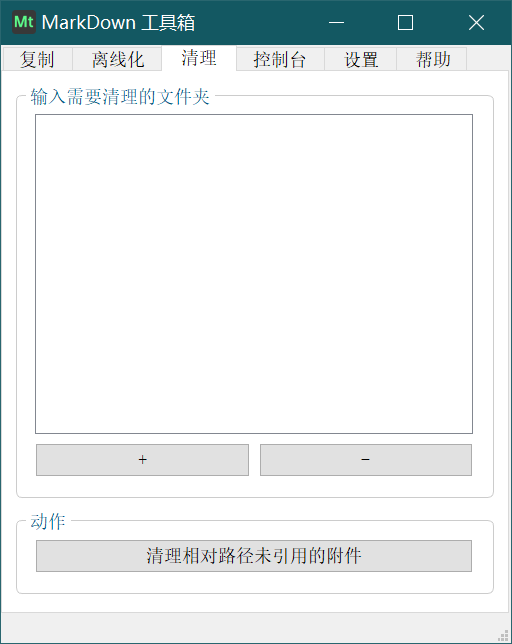 Mt MarkDown 工具箱
复制 离线化 清理 控制台 设置 帮助
输入需要清理的文件夹
+ -
动作
清理相对路径未引用的附件